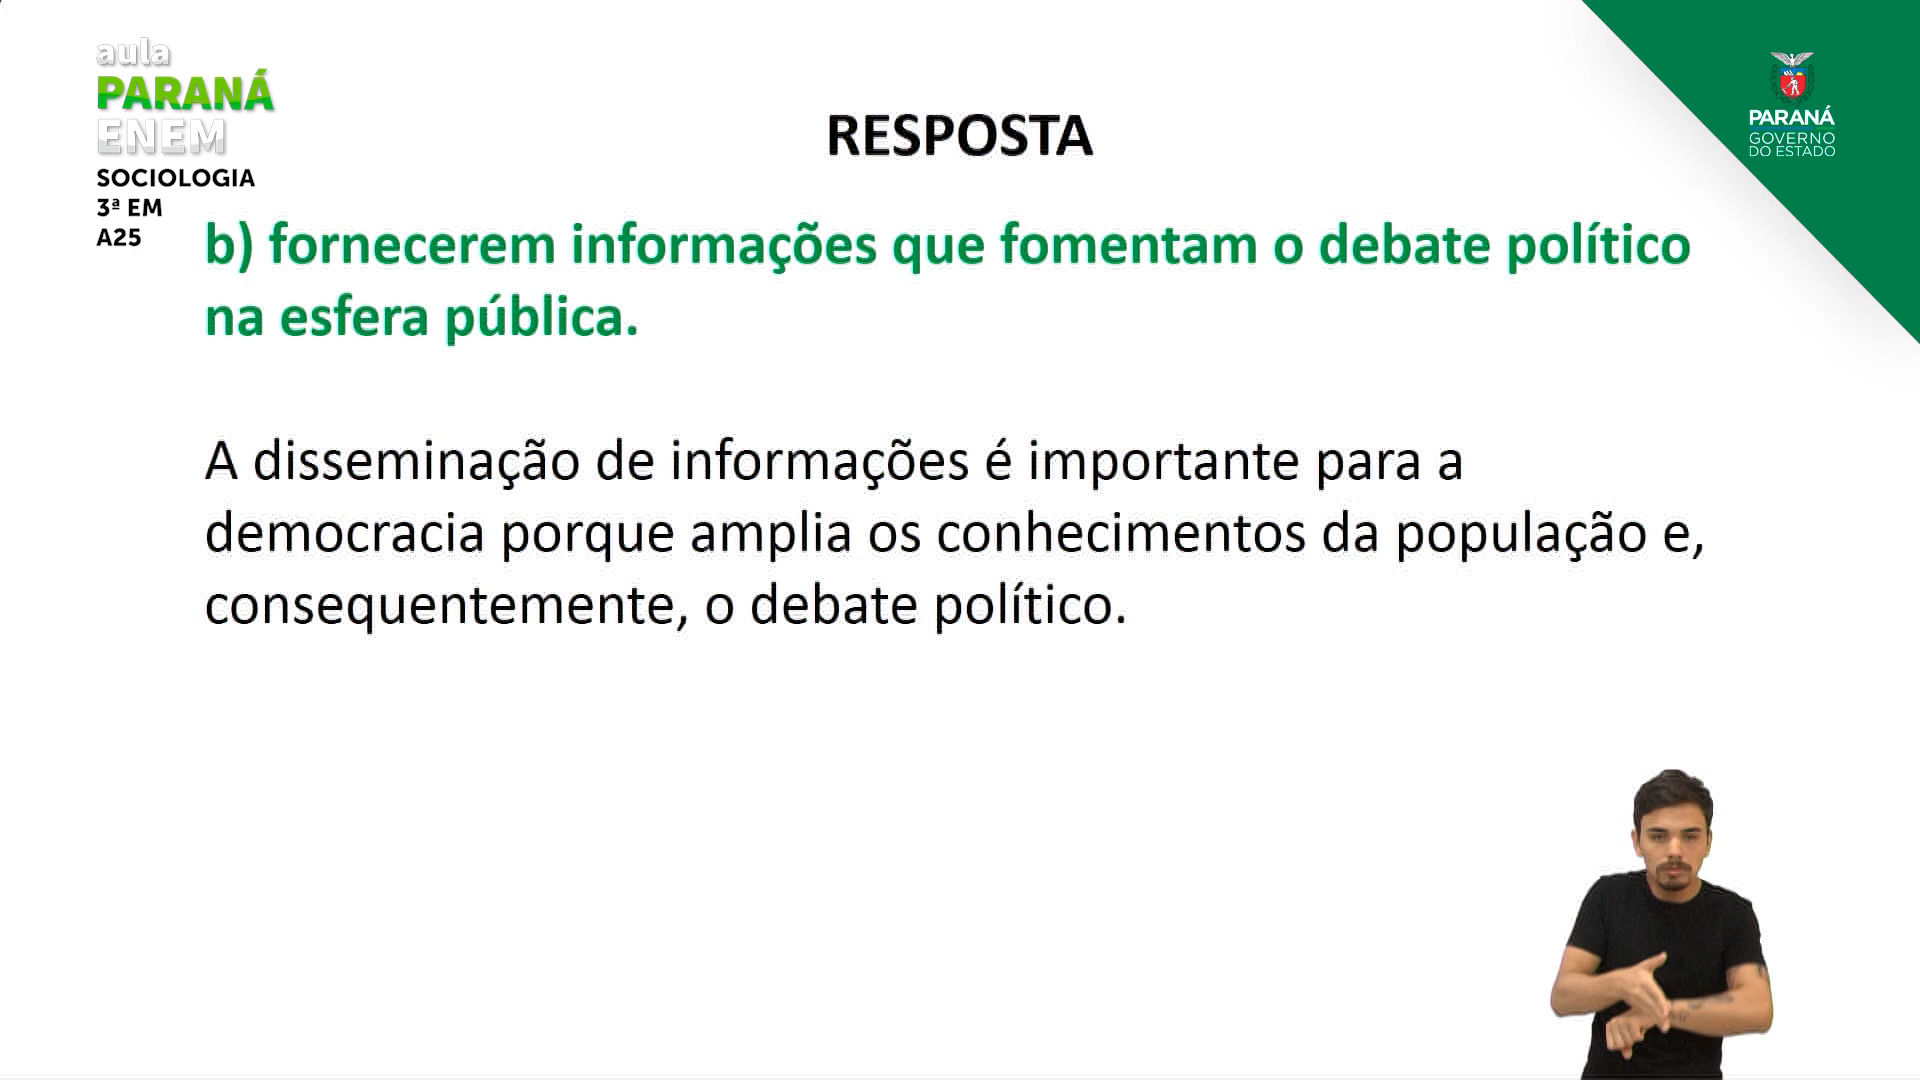 aula
PARANÁ
ENEM
SOCIOLOGIA
3ª EM
A25
PARANÁ
GOVERNO
DO ESTADO
RESPOSTA
b) fornecerem informações que fomentam o debate político
na esfera pública.
A disseminação de informações é importante para a
democracia porque amplia os conhecimentos da população e,
consequentemente, o debate político.